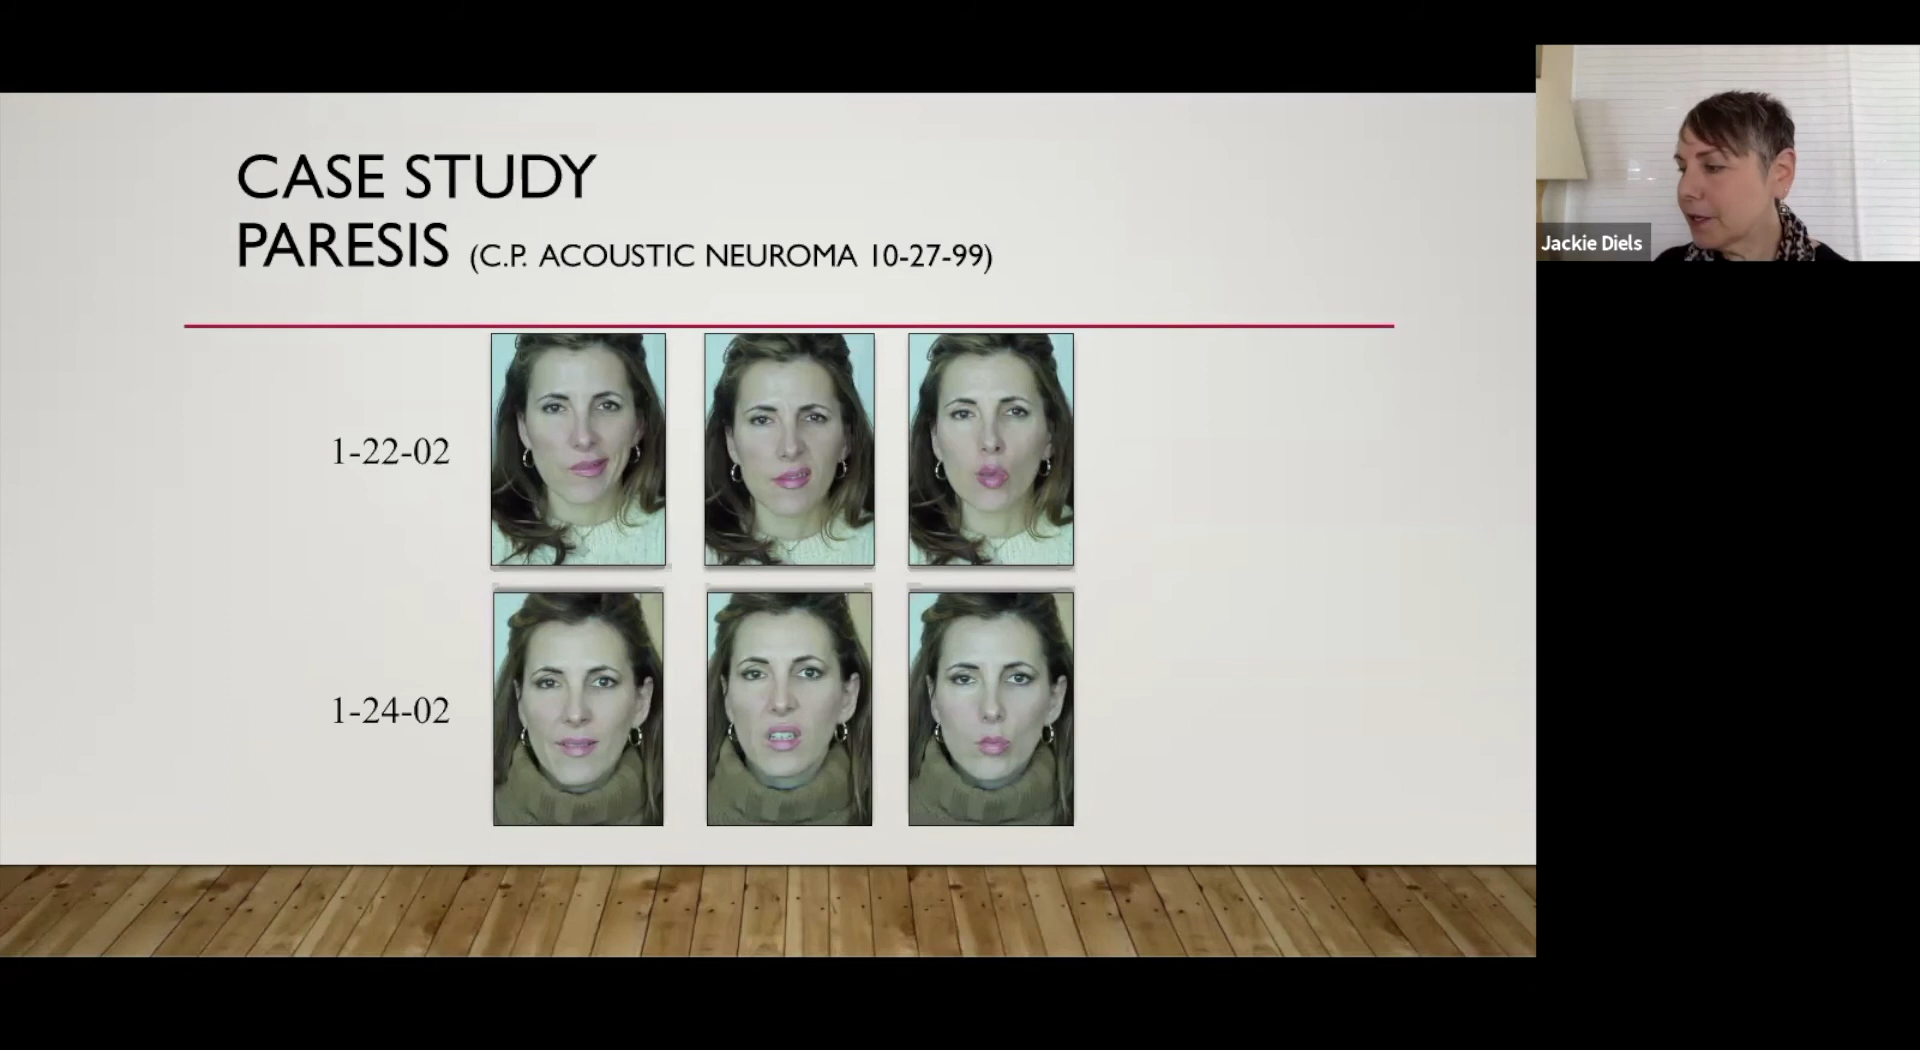 CASE STUDY
PARESIS (C.P. ACOUSTIC NEUROMA 10-27-99)
Jackie Diels
1-22-02
1-24-02